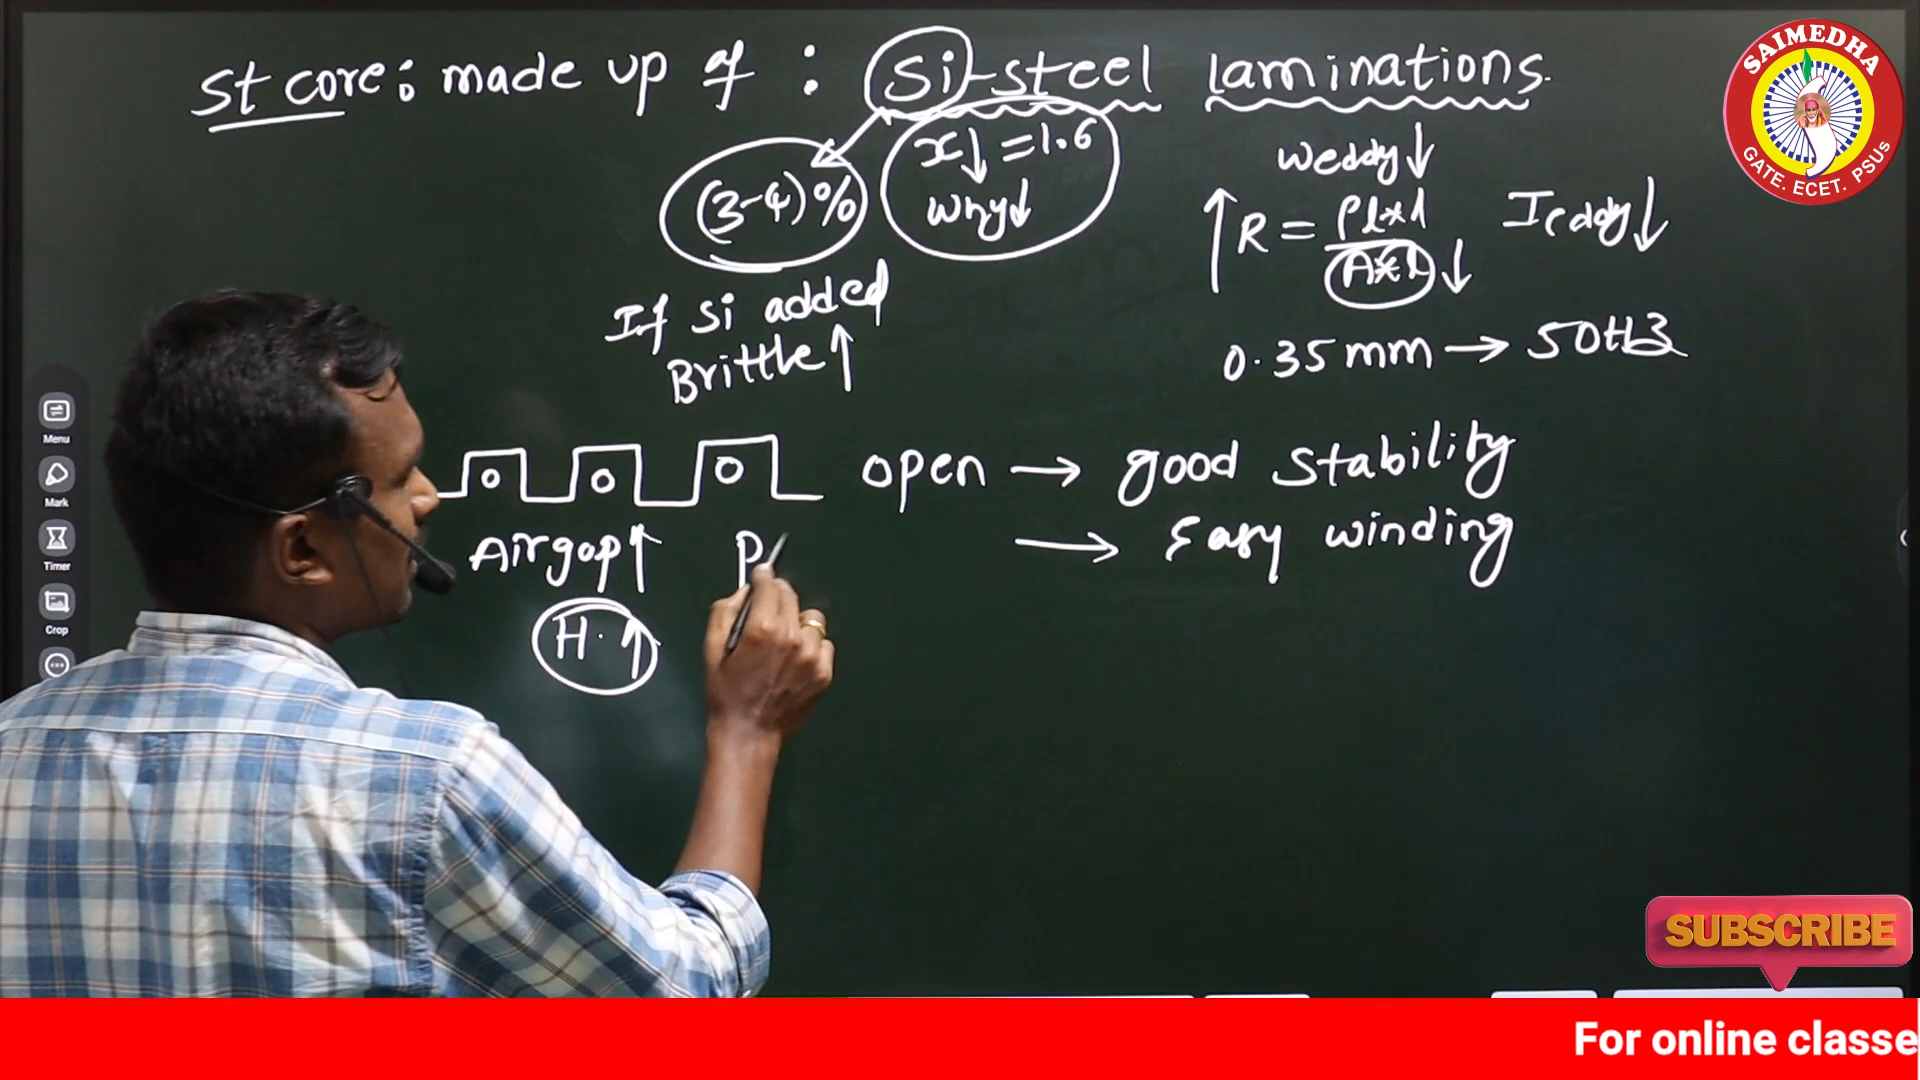 St core: made up of : Si-steel laminations.
(3-4)%
x↓ = 1.6
why↓
Weddy↓
↑R = ρl*λ
A*λ ↓
Ieddy↓
If Si added
Brittle↑
0.35mm → 50Hz
open → good stability
→ Easy winding
Airgap↑
H.↑
P
SAIMEDHA
GATE. ECET. PSUs
Menu
Mark
Timer
Crop
SUBSCRIBE
For online classe